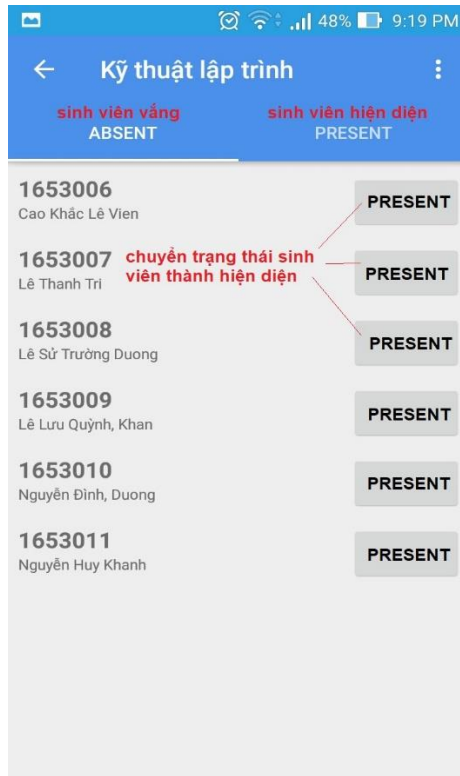 48% 9:19 PM
Kỹ thuật lập trình
sinh viên vắng sinh viên hiện diện
ABSENT PRESENT
1653006
Cao Khắc Lê Vien
PRESENT
1653007
Lê Thanh Tri
PRESENT
chuyển trạng thái sinh
viên thành hiện diện
1653008
Lê Sử Trường Duong
PRESENT
1653009
Lê Lưu Quỳnh, Khan
PRESENT
1653010
Nguyễn Đình, Duong
PRESENT
1653011
Nguyễn Huy Khanh
PRESENT